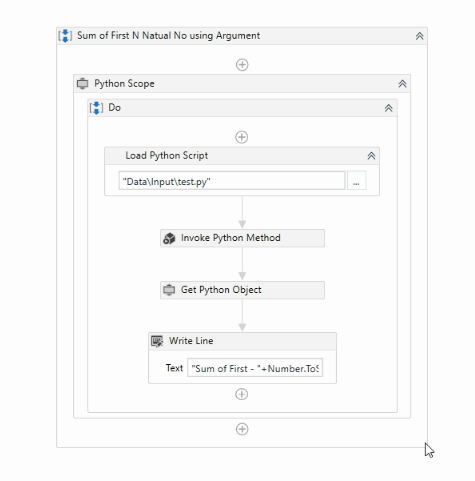 Sum of First N Natual No using Argument
Python Scope
Do
Load Python Script
"Data\Input\test.py"
...
Invoke Python Method
Get Python Object
Write Line
Text "Sum of First - "+Number.ToS